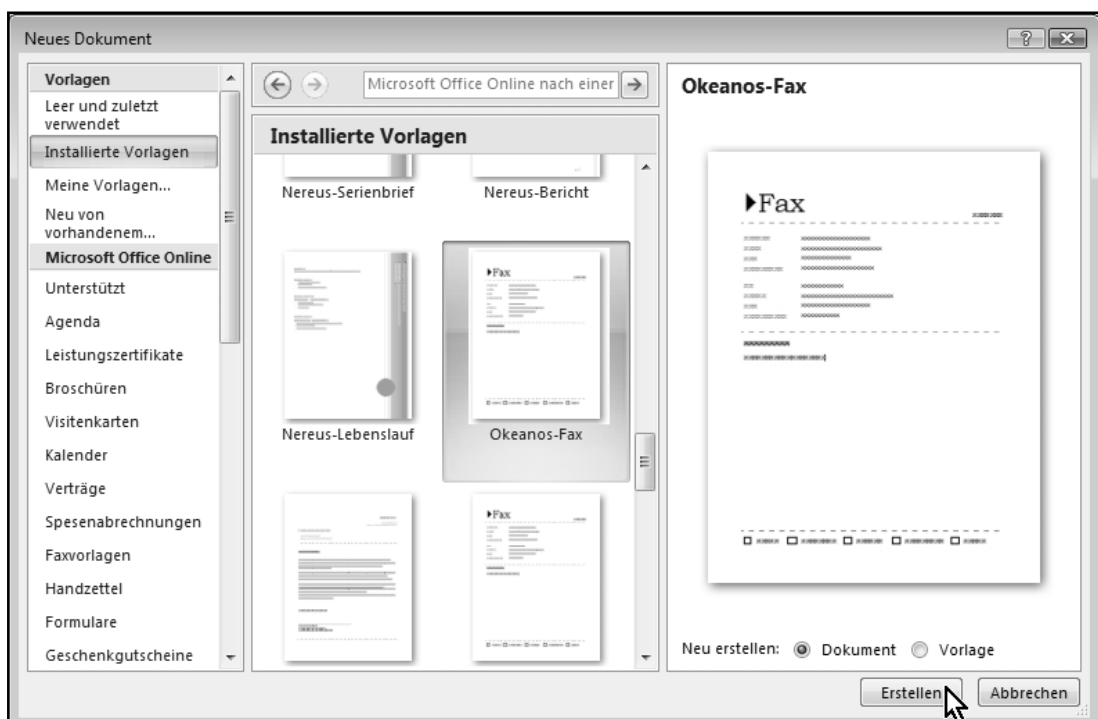 Neues Dokument
Vorlagen
Leer und zuletzt
verwendet
Installierte Vorlagen
Meine Vorlagen...
Neu von
vorhandenem...
Microsoft Office Online
Unterstützt
Agenda
Leistungszertifikate
Broschüren
Visitenkarten
Kalender
Verträge
Spesenabrechnungen
Faxvorlagen
Handzettel
Formulare
Geschenkgutscheine
Microsoft Office Online nach einer
Installierte Vorlagen
Nereus-Serienbrief
Nereus-Bericht
Fax
Nereus-Lebenslauf
Okeanos-Fax
Fax
Okeanos-Fax
Fax
Neu erstellen: Dokument Vorlage
Erstellen Abbrechen